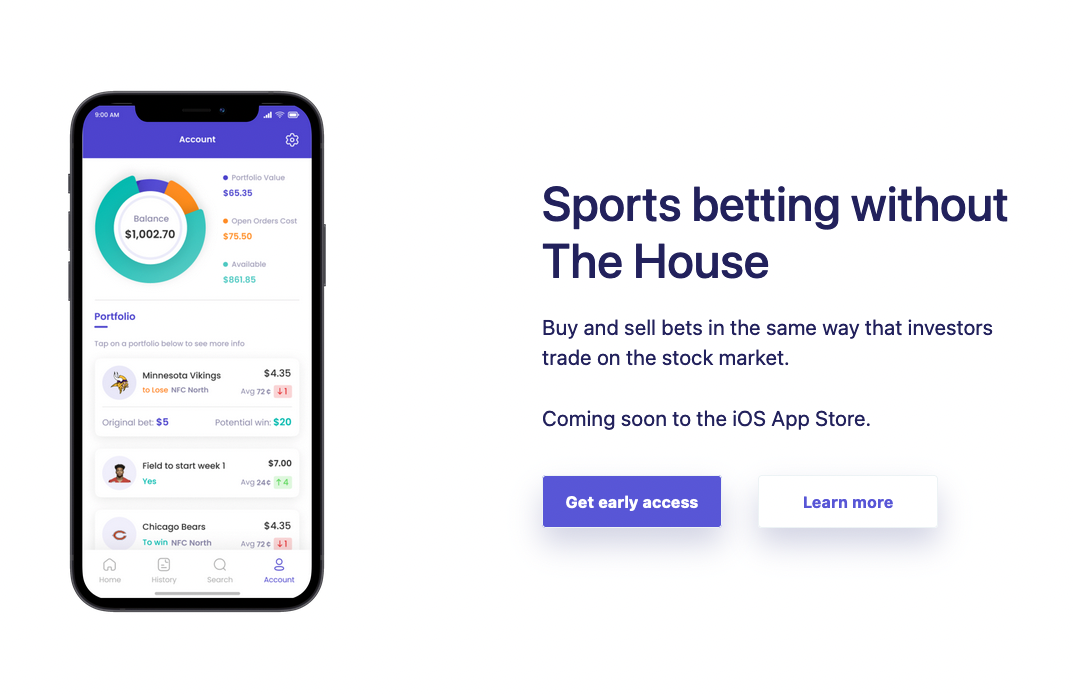 9:00 AM
Account
Balance
$1,002.70
Portfolio Value
$65.35
Open Orders Cost
$75.50
Available
$861.85
Portfolio
Tap on a portfolio below to see more info
Minnesota Vikings $4.35
to Lose NFC North Avg 72 ¢ ↓1
Original bet: $5 Potential win: $20
Field to start week 1 $7.00
Yes Avg 24 ¢ ↑4
Chicago Bears $4.35
To win NFC North Avg 72 ¢ ↓1
Home History Search Account
Sports betting without
The House
Buy and sell bets in the same way that investors
trade on the stock market.
Coming soon to the iOS App Store.
Get early access Learn more